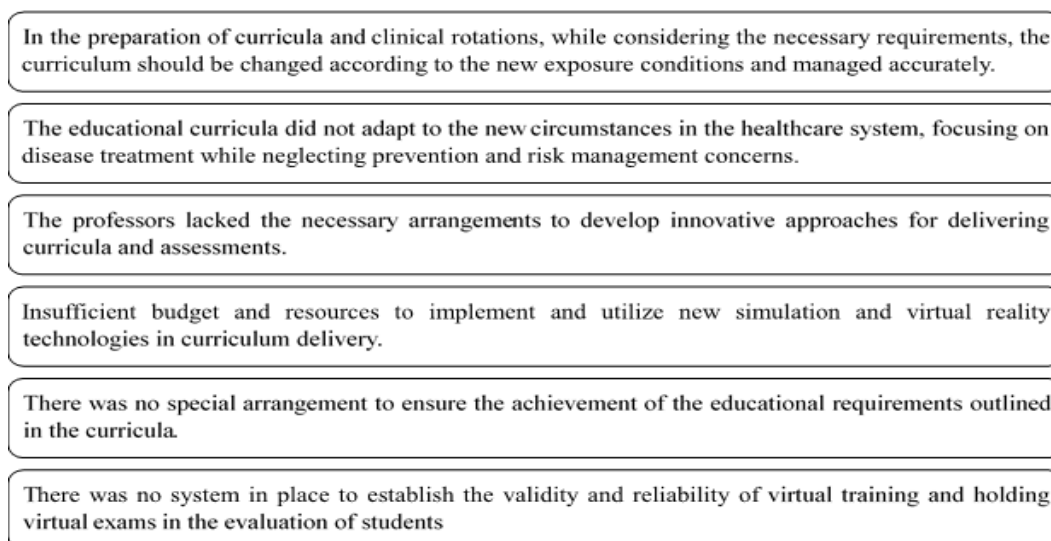 In the preparation of curricula and clinical rotations, while considering the necessary requirements, the
curriculum should be changed according to the new exposure conditions and managed accurately.
The educational curricula did not adapt to the new circumstances in the healthcare system, focusing on
disease treatment while neglecting prevention and risk management concerns.
The professors lacked the necessary arrangements to develop innovative approaches for delivering
curricula and assessments.
Insufficient budget and resources to implement and utilize new simulation and virtual reality
technologies in curriculum delivery.
There was no special arrangement to ensure the achievement of the educational requirements outlined
in the curricula.
There was no system in place to establish the validity and reliability of virtual training and holding
virtual exams in the evaluation of students